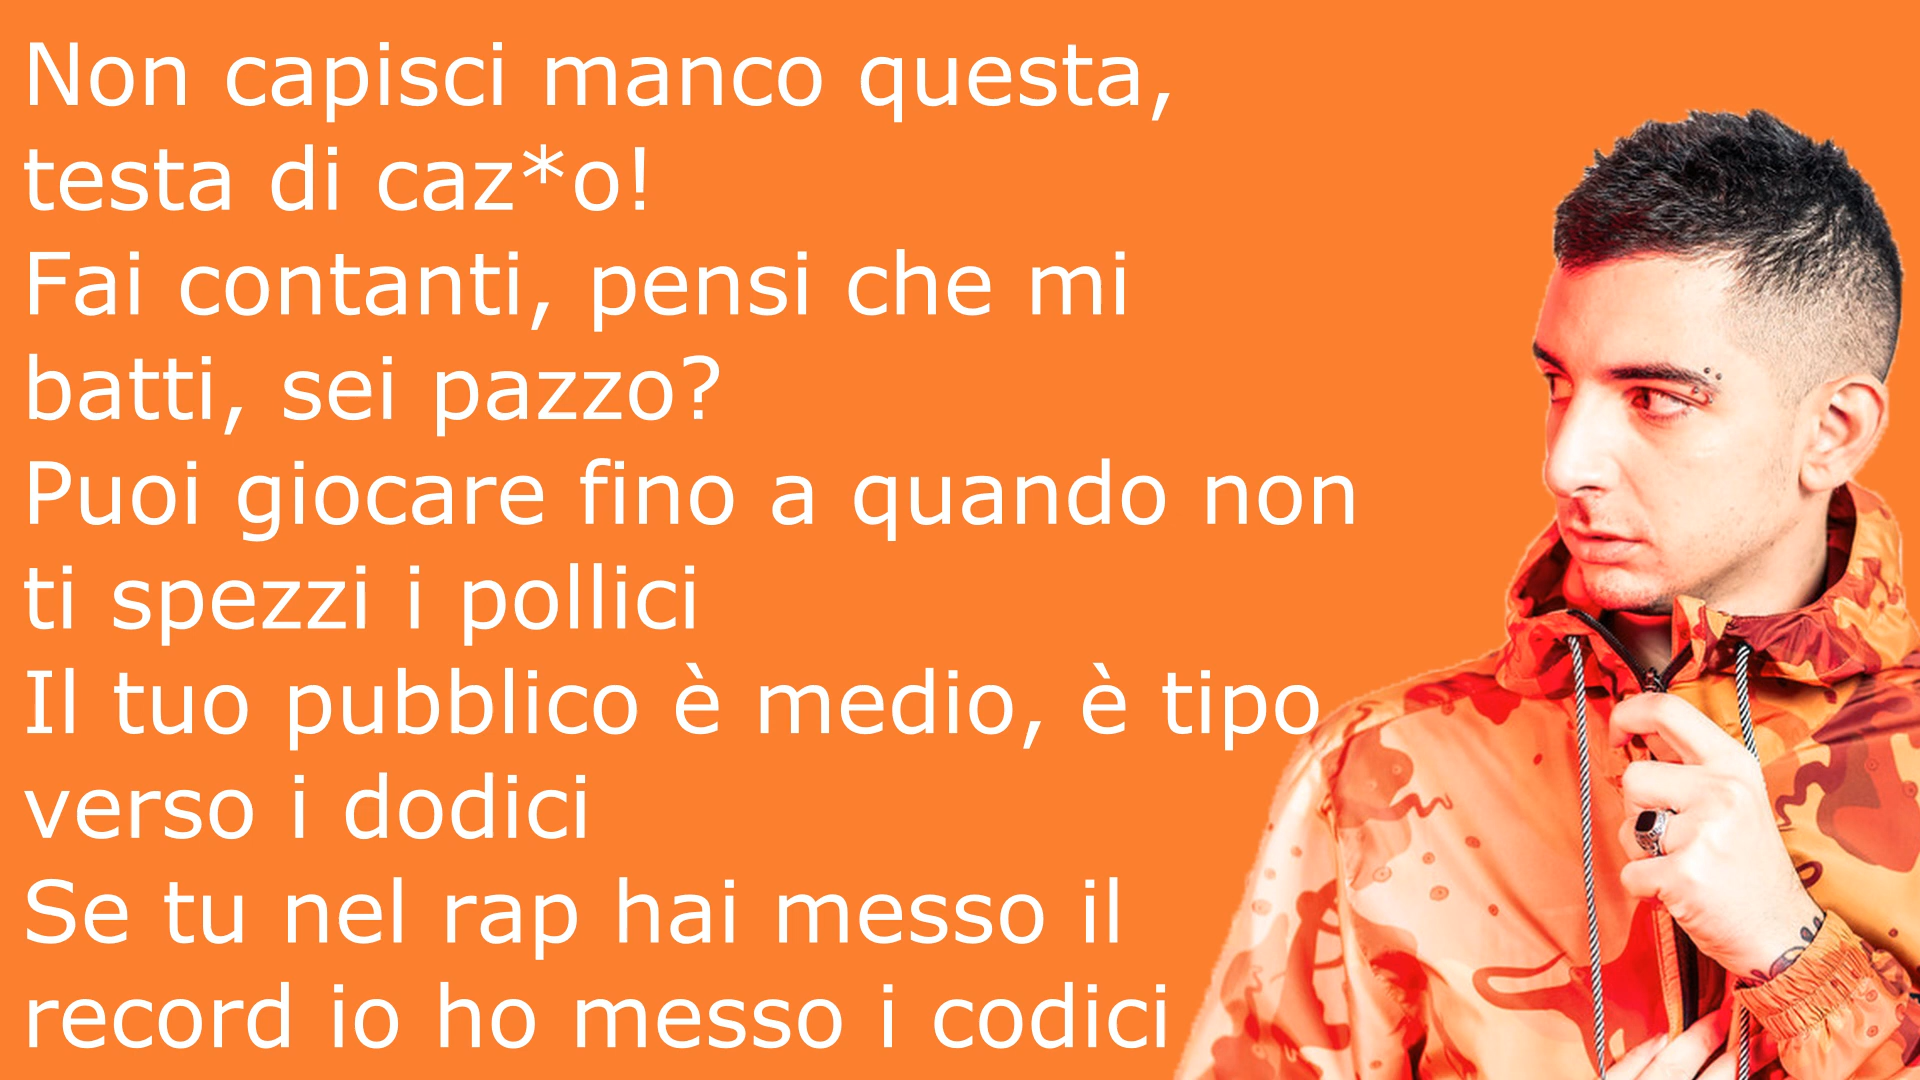 Non capisci manco questa,
testa di caz*o!
Fai contanti, pensi che mi
batti, sei pazzo?
Puoi giocare fino a quando non
ti spezzi i pollici
Il tuo pubblico è medio, è tipo
verso i dodici
Se tu nel rap hai messo il
record io ho messo i codici